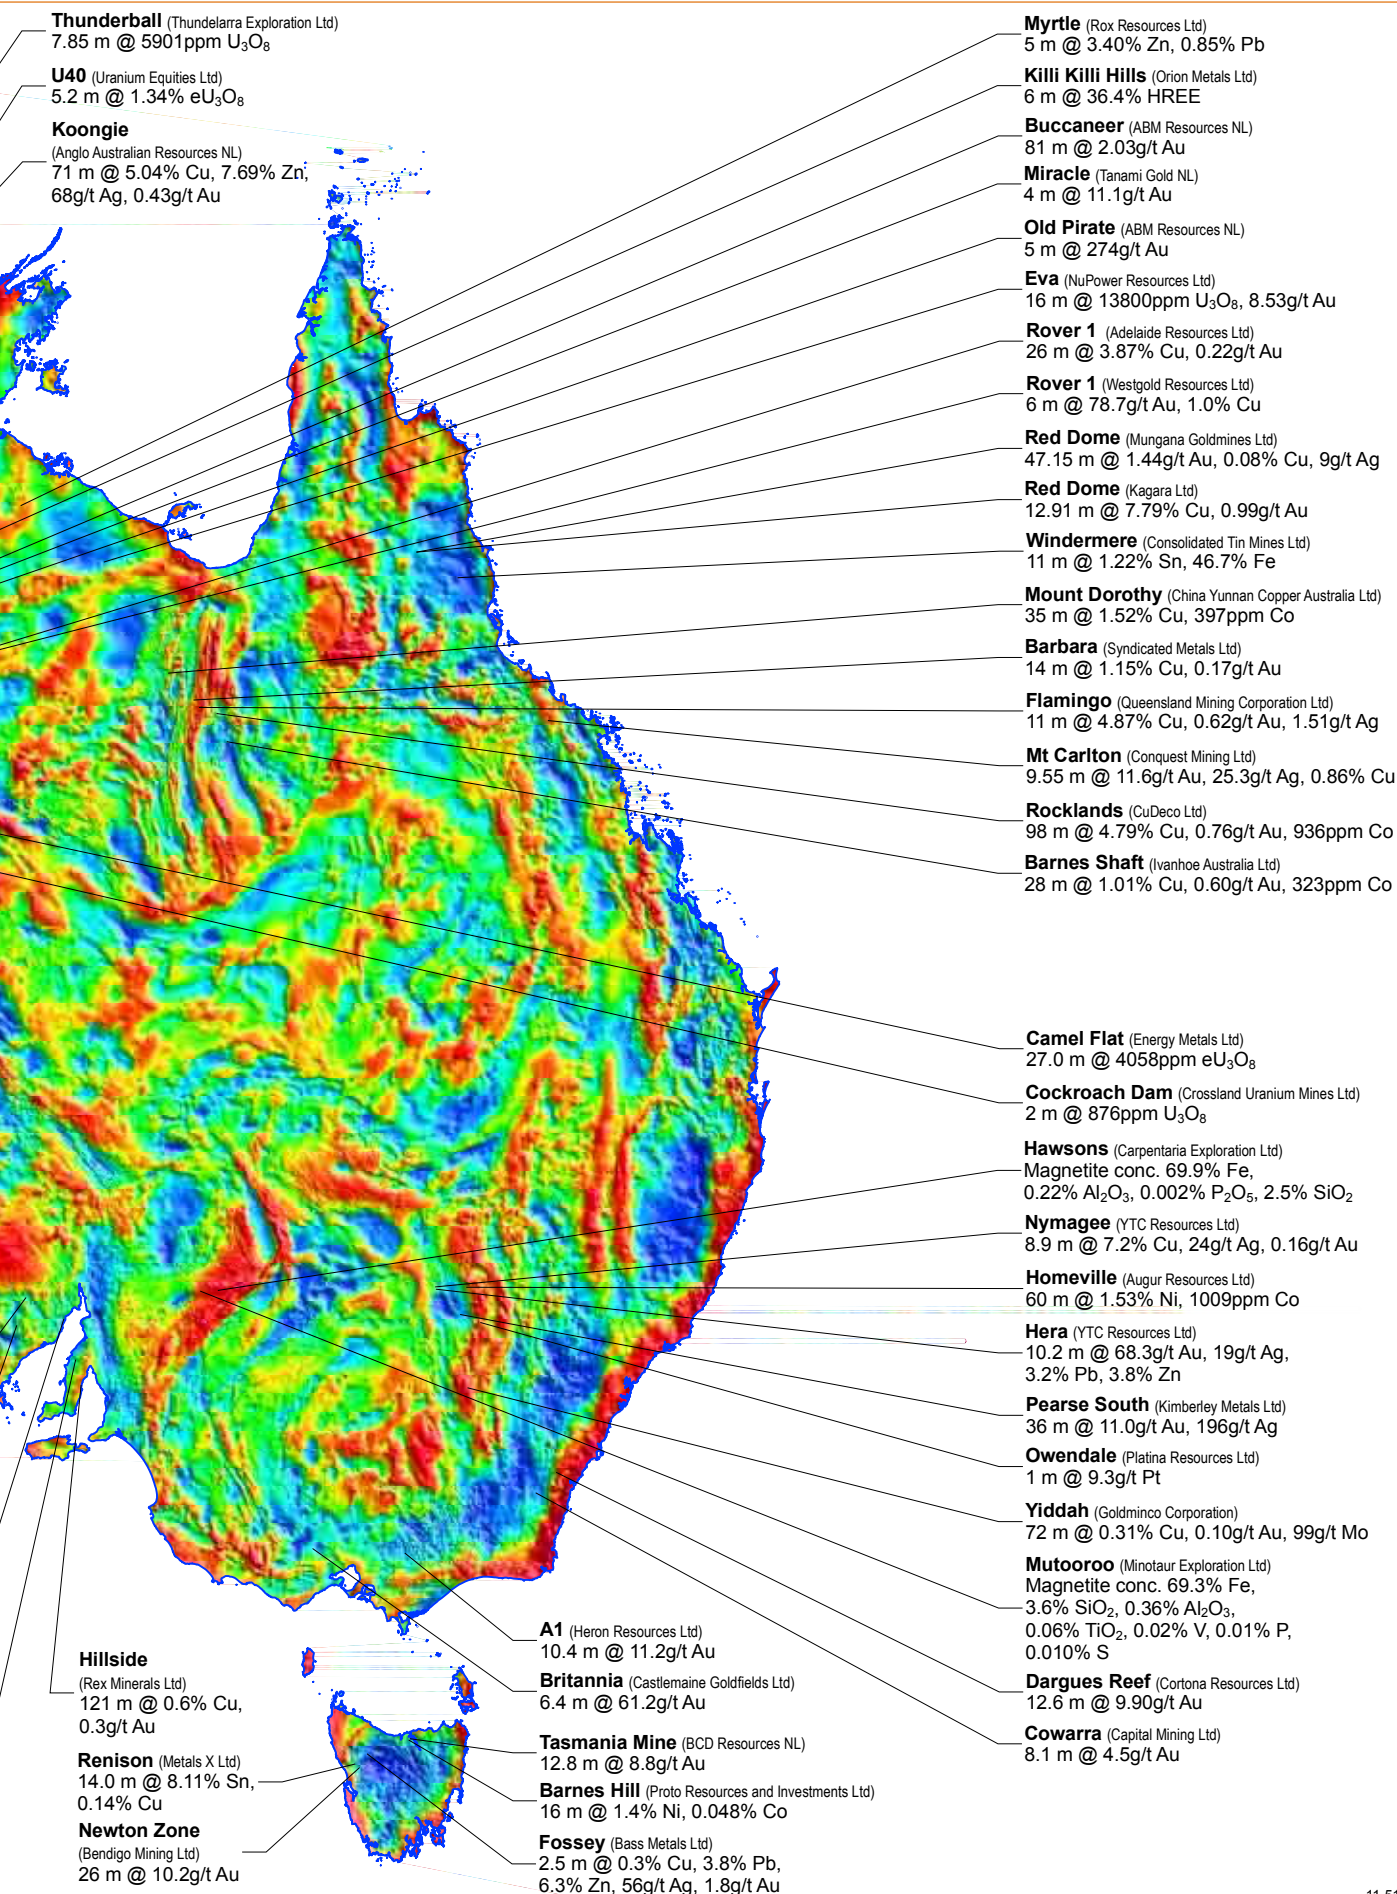 Thunderball (Thundelarra Exploration Ltd)
7.85 m @ 5901ppm U₃O₈
U40 (Uranium Equities Ltd)
5.2 m @ 1.34% eU₃O₈
Koongie
(Anglo Australian Resources NL)
71 m @ 5.04% Cu, 7.69% Zn,
68g/t Ag, 0.43g/t Au
Myrtle (Rox Resources Ltd)
5 m @ 3.40% Zn, 0.85% Pb
Killi Killi Hills (Orion Metals Ltd)
6 m @ 36.4% HREE
Buccaneer (ABM Resources NL)
81 m @ 2.03g/t Au
Miracle (Tanami Gold NL)
4 m @ 11.1g/t Au
Old Pirate (ABM Resources NL)
5 m @ 274g/t Au
Eva (NuPower Resources Ltd)
16 m @ 13800ppm U₃O₈, 8.53g/t Au
Rover 1 (Adelaide Resources Ltd)
26 m @ 3.87% Cu, 0.22g/t Au
Rover 1 (Westgold Resources Ltd)
6 m @ 78.7g/t Au, 1.0% Cu
Red Dome (Mungana Goldmines Ltd)
47.15 m @ 1.44g/t Au, 0.08% Cu, 9g/t Ag
Red Dome (Kagara Ltd)
12.91 m @ 7.79% Cu, 0.99g/t Au
Windermere (Consolidated Tin Mines Ltd)
11 m @ 1.22% Sn, 46.7% Fe
Mount Dorothy (China Yunnan Copper Australia Ltd)
35 m @ 1.52% Cu, 397ppm Co
Barbara (Syndicated Metals Ltd)
14 m @ 1.15% Cu, 0.17g/t Au
Flamingo (Queensland Mining Corporation Ltd)
11 m @ 4.87% Cu, 0.62g/t Au, 1.51g/t Ag
Mt Carlton (Conquest Mining Ltd)
9.55 m @ 11.6g/t Au, 25.3g/t Ag, 0.86% Cu
Rocklands (CuDeco Ltd)
98 m @ 4.79% Cu, 0.76g/t Au, 936ppm Co
Barnes Shaft (Ivanhoe Australia Ltd)
28 m @ 1.01% Cu, 0.60g/t Au, 323ppm Co
Camel Flat (Energy Metals Ltd)
27.0 m @ 4058ppm eU₃O₈
Cockroach Dam (Crossland Uranium Mines Ltd)
2 m @ 876ppm U₃O₈
Hawsons (Carpentaria Exploration Ltd)
Magnetite conc. 69.9% Fe,
0.22% Al₂O₃, 0.002% P₂O₅, 2.5% SiO₂
Nymagee (YTC Resources Ltd)
8.9 m @ 7.2% Cu, 24g/t Ag, 0.16g/t Au
Homeville (Augur Resources Ltd)
60 m @ 1.53% Ni, 1009ppm Co
Hera (YTC Resources Ltd)
10.2 m @ 68.3g/t Au, 19g/t Ag,
3.2% Pb, 3.8% Zn
Pearse South (Kimberley Metals Ltd)
36 m @ 11.0g/t Au, 196g/t Ag
Owendale (Platina Resources Ltd)
1 m @ 9.3g/t Pt
Yiddah (Goldminco Corporation)
72 m @ 0.31% Cu, 0.10g/t Au, 99g/t Mo
Mutooroo (Minotaur Exploration Ltd)
Magnetite conc. 69.3% Fe,
3.6% SiO₂, 0.36% Al₂O₃,
0.06% TiO₂, 0.02% V, 0.01% P,
0.010% S
Dargues Reef (Cortona Resources Ltd)
12.6 m @ 9.90g/t Au
Cowarra (Capital Mining Ltd)
8.1 m @ 4.5g/t Au
A1 (Heron Resources Ltd)
10.4 m @ 11.2g/t Au
Britannia (Castlemaine Goldfields Ltd)
6.4 m @ 61.2g/t Au
Tasmania Mine (BCD Resources NL)
12.8 m @ 8.8g/t Au
Barnes Hill (Proto Resources and Investments Ltd)
16 m @ 1.4% Ni, 0.048% Co
Fossey (Bass Metals Ltd)
2.5 m @ 0.3% Cu, 3.8% Pb,
6.3% Zn, 56g/t Ag, 1.8g/t Au
Hillside
(Rex Minerals Ltd)
121 m @ 0.6% Cu,
0.3g/t Au
Renison (Metals X Ltd)
14.0 m @ 8.11% Sn,
0.14% Cu
Newton Zone
(Bendigo Mining Ltd)
26 m @ 10.2g/t Au